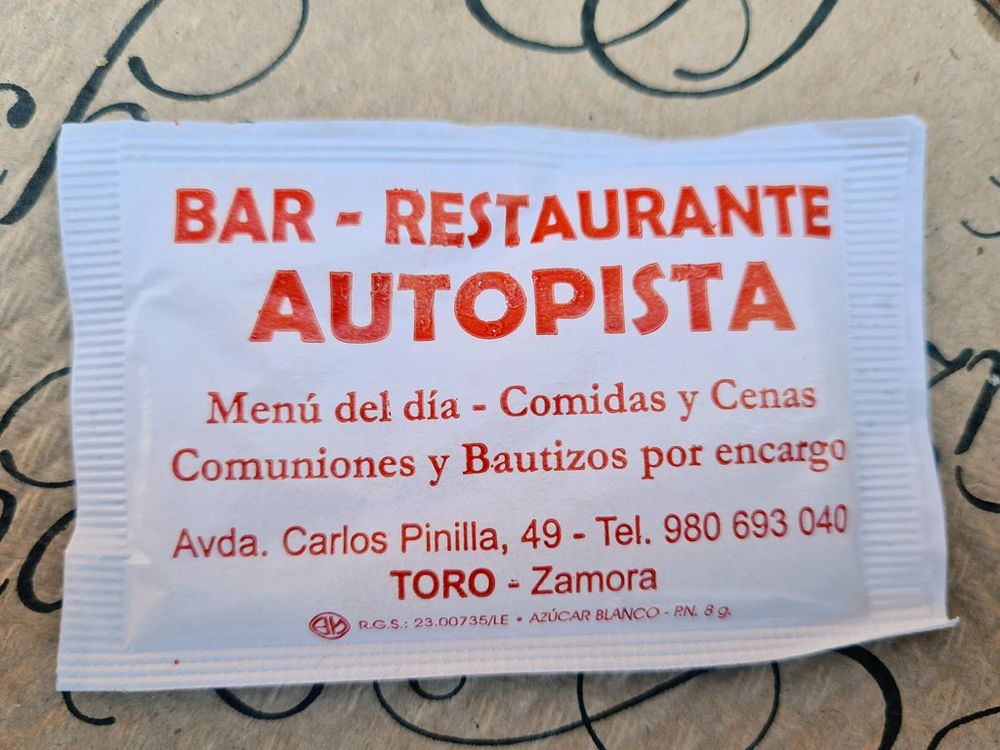 BAR - RESTAURANTE
AUTOPISTA
Menú del día - Comidas y Cenas
Comuniones y Bautizos por encargo
Avda. Carlos Pinilla, 49 - Tel. 980 693 040
TORO - Zamora
R.G.S.: 23.00735/LE • AZÚCAR BLANCO - P.N. 8 g.